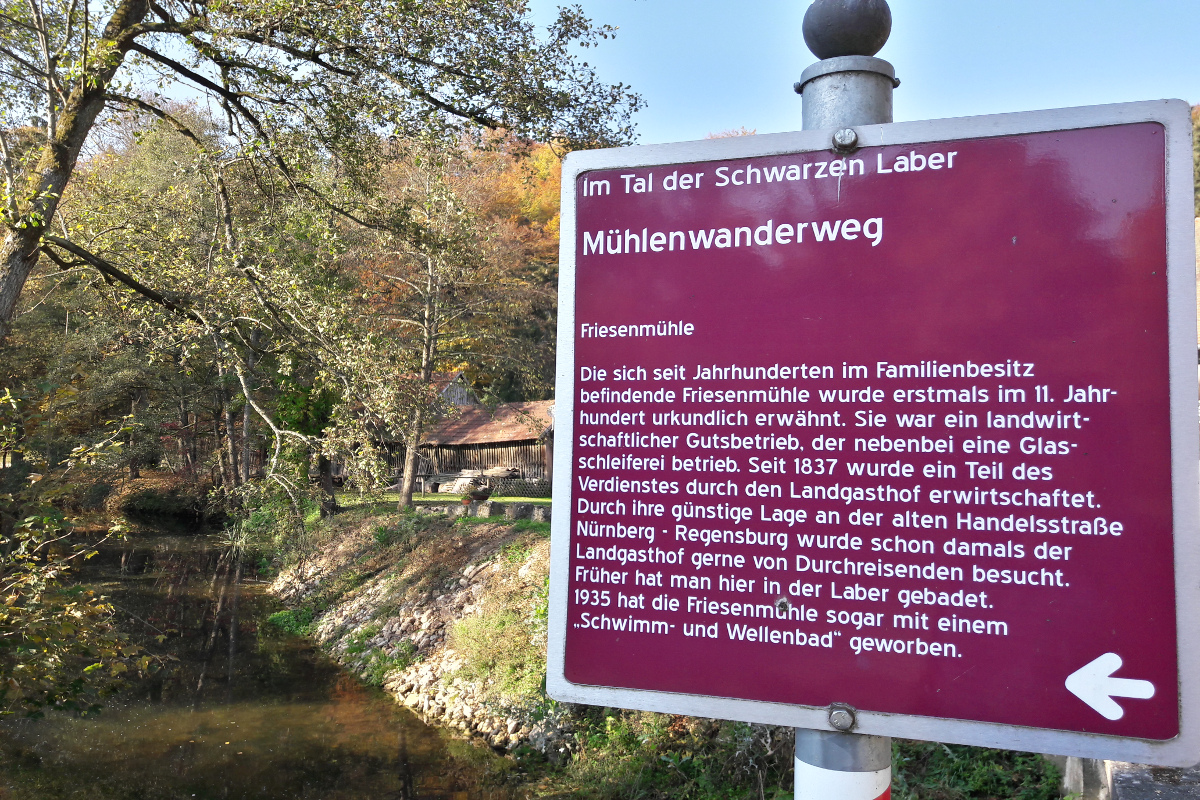 Im Tal der Schwarzen Laber
Mühlenwanderweg
Friesenmühle
Die sich seit Jahrhunderten im Familienbesitz
befindende Friesenmühle wurde erstmals im 11. Jahr-
hundert urkundlich erwähnt. Sie war ein landwirt-
schaftlicher Gutsbetrieb, der nebenbei eine Glas-
schleiferei betrieb. Seit 1837 wurde ein Teil des
Verdienstes durch den Landgasthof erwirtschaftet.
Durch ihre günstige Lage an der alten Handelsstraße
Nürnberg - Regensburg wurde schon damals der
Landgasthof gerne von Durchreisenden besucht.
Früher hat man hier in der Laber gebadet.
1935 hat die Friesenmühle sogar mit einem
„Schwimm- und Wellenbad“ geworben.